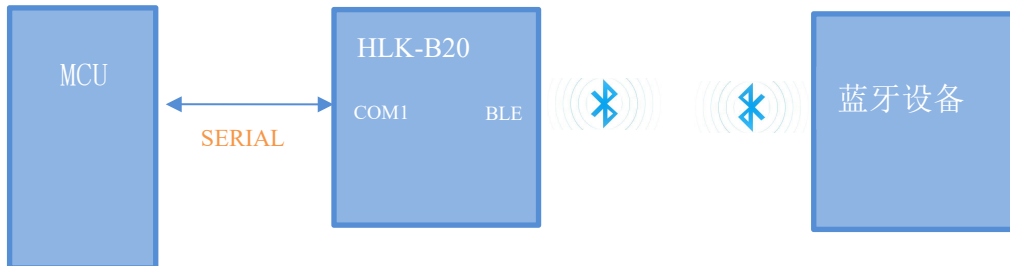 MCU
SERIAL
HLK-B20
COM1 BLE
蓝牙设备